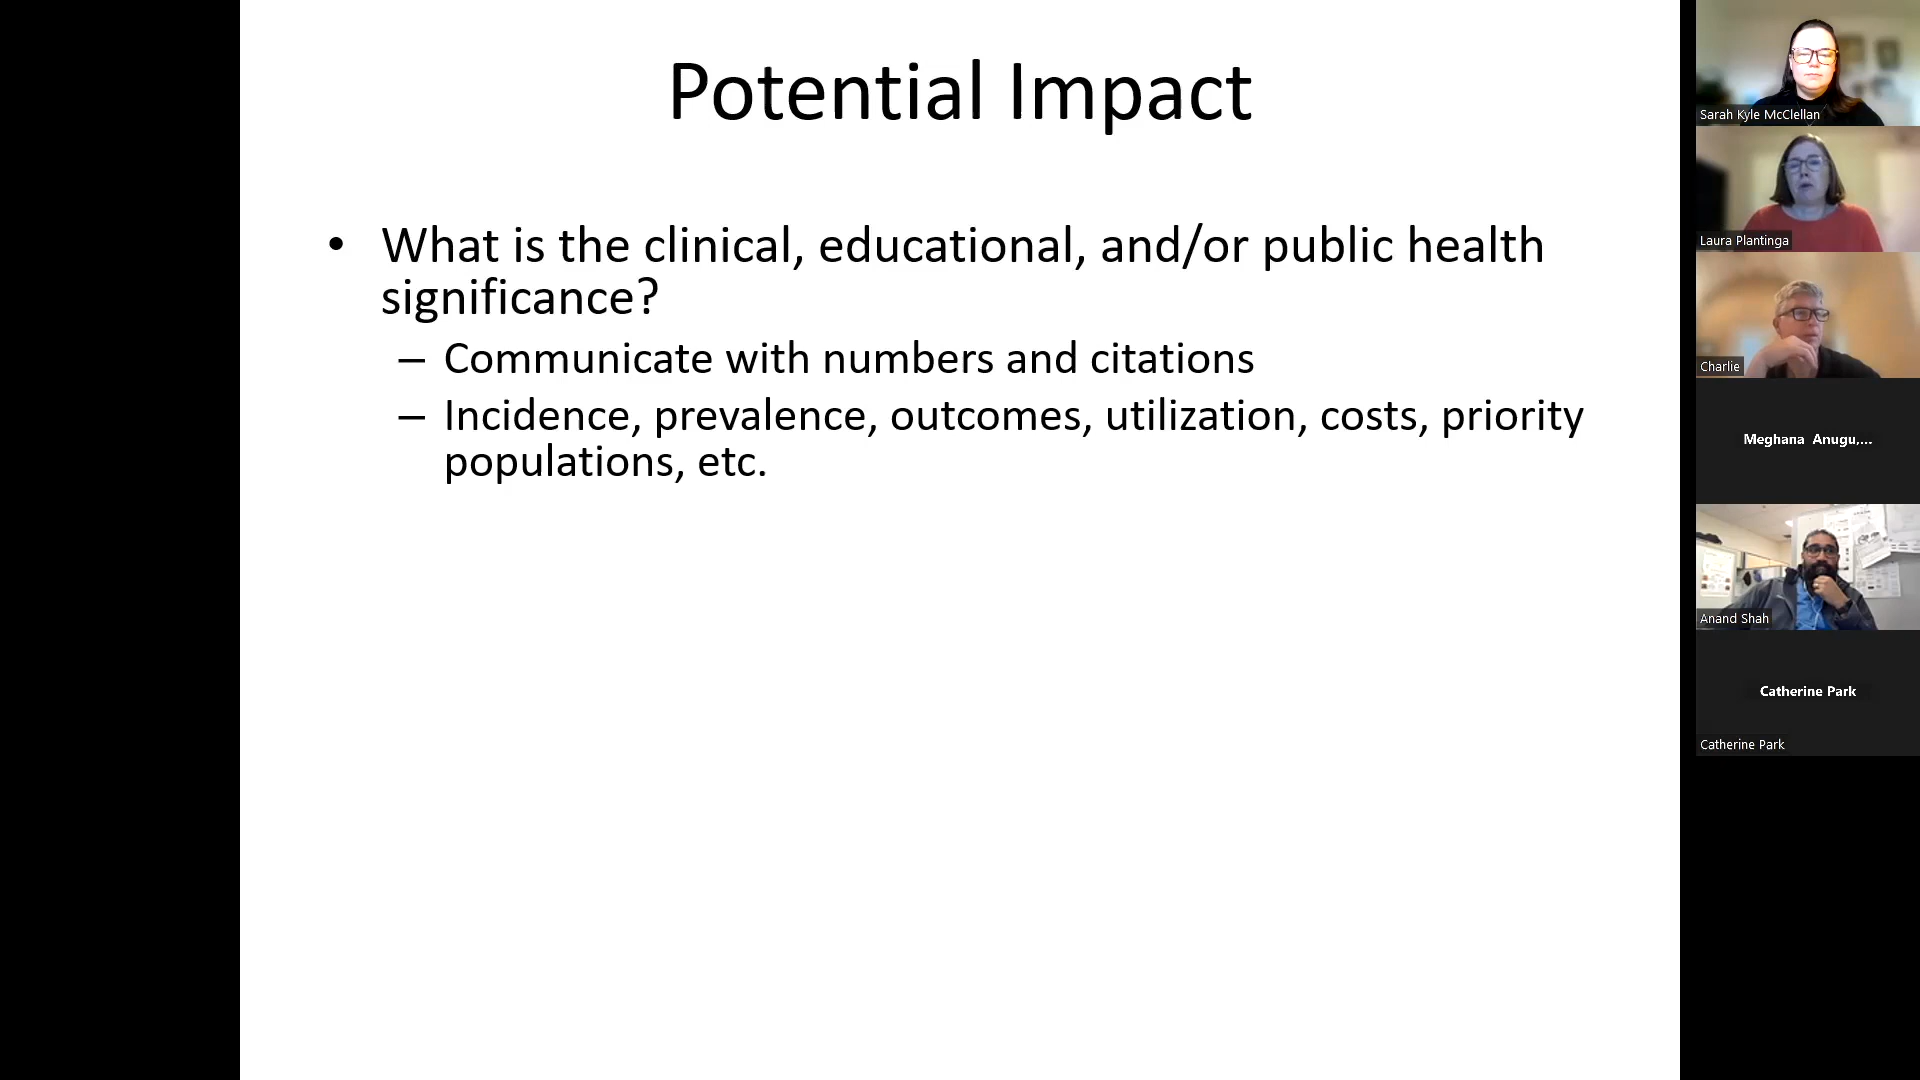 Potential Impact
• What is the clinical, educational, and/or public health
significance?
– Communicate with numbers and citations
– Incidence, prevalence, outcomes, utilization, costs, priority
populations, etc.
Sarah Kyle McClellan
Laura Plantinga
Charlie
Meghana Anugu,...
Anand Shah
Catherine Park
Catherine Park